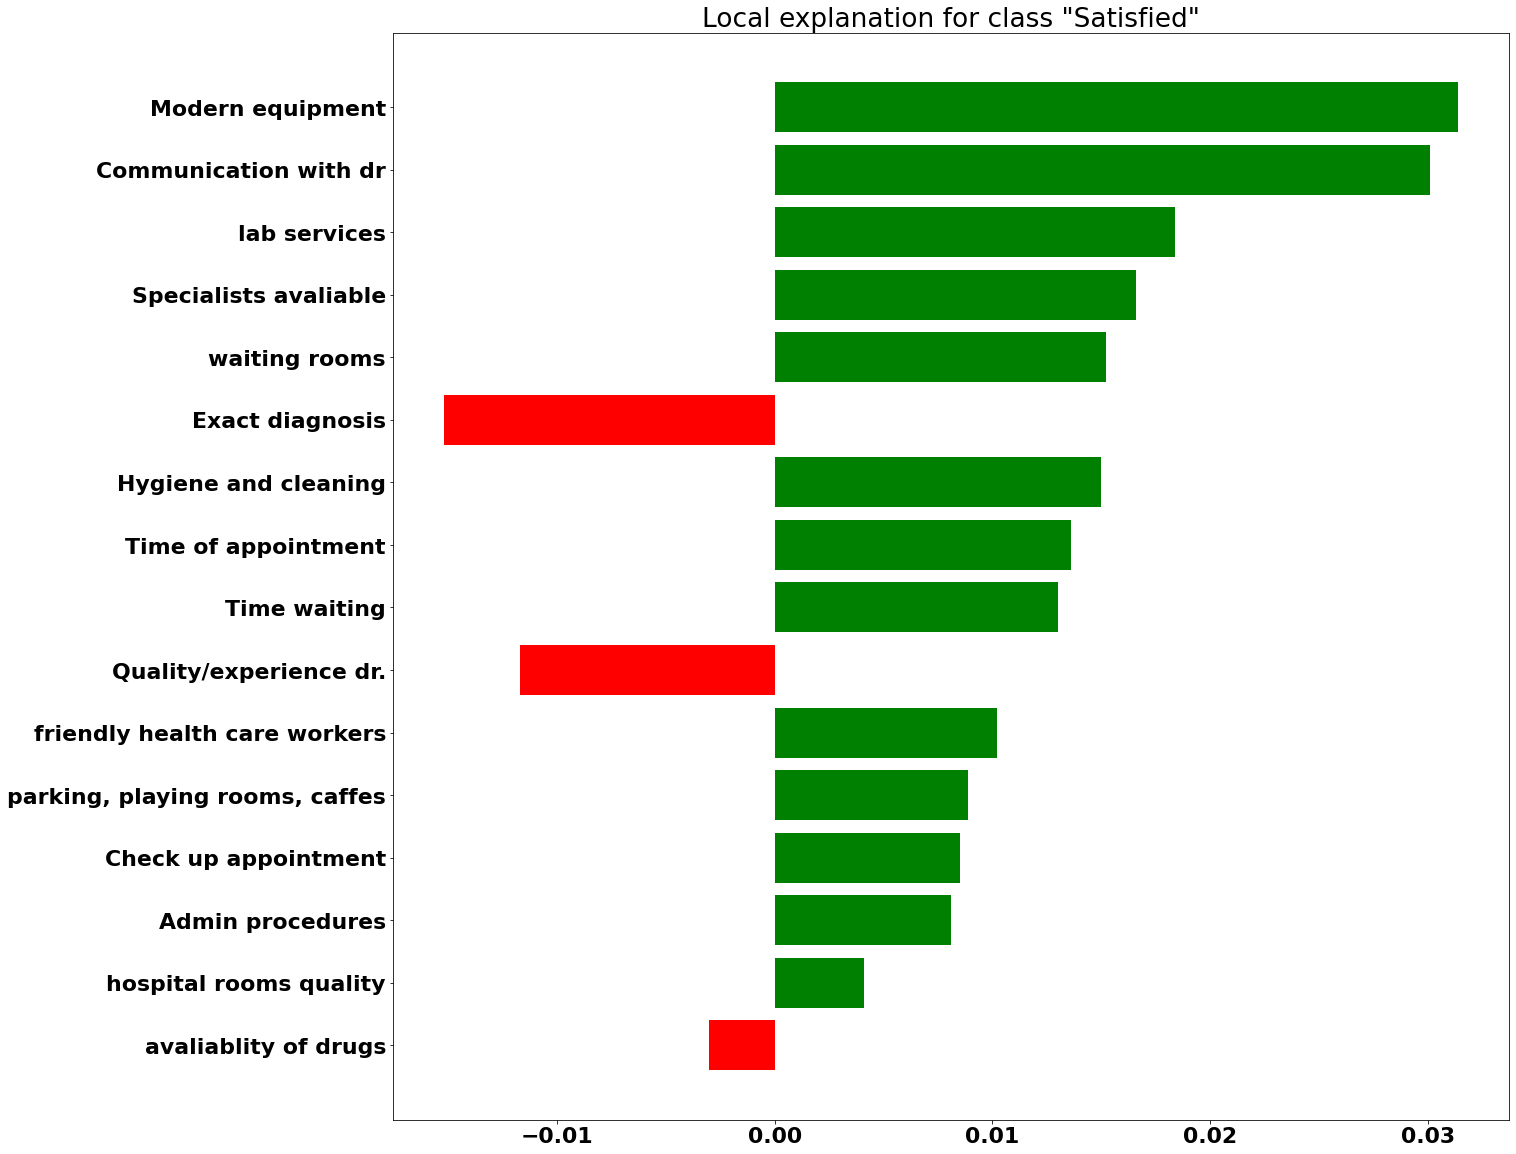 Local explanation for class "Satisfied"
Modern equipment
Communication with dr
lab services
Specialists avaliable
waiting rooms
Exact diagnosis
Hygiene and cleaning
Time of appointment
Time waiting
Quality/experience dr.
friendly health care workers
parking, playing rooms, caffes
Check up appointment
Admin procedures
hospital rooms quality
avaliablity of drugs
−0.01 0.00 0.01 0.02 0.03